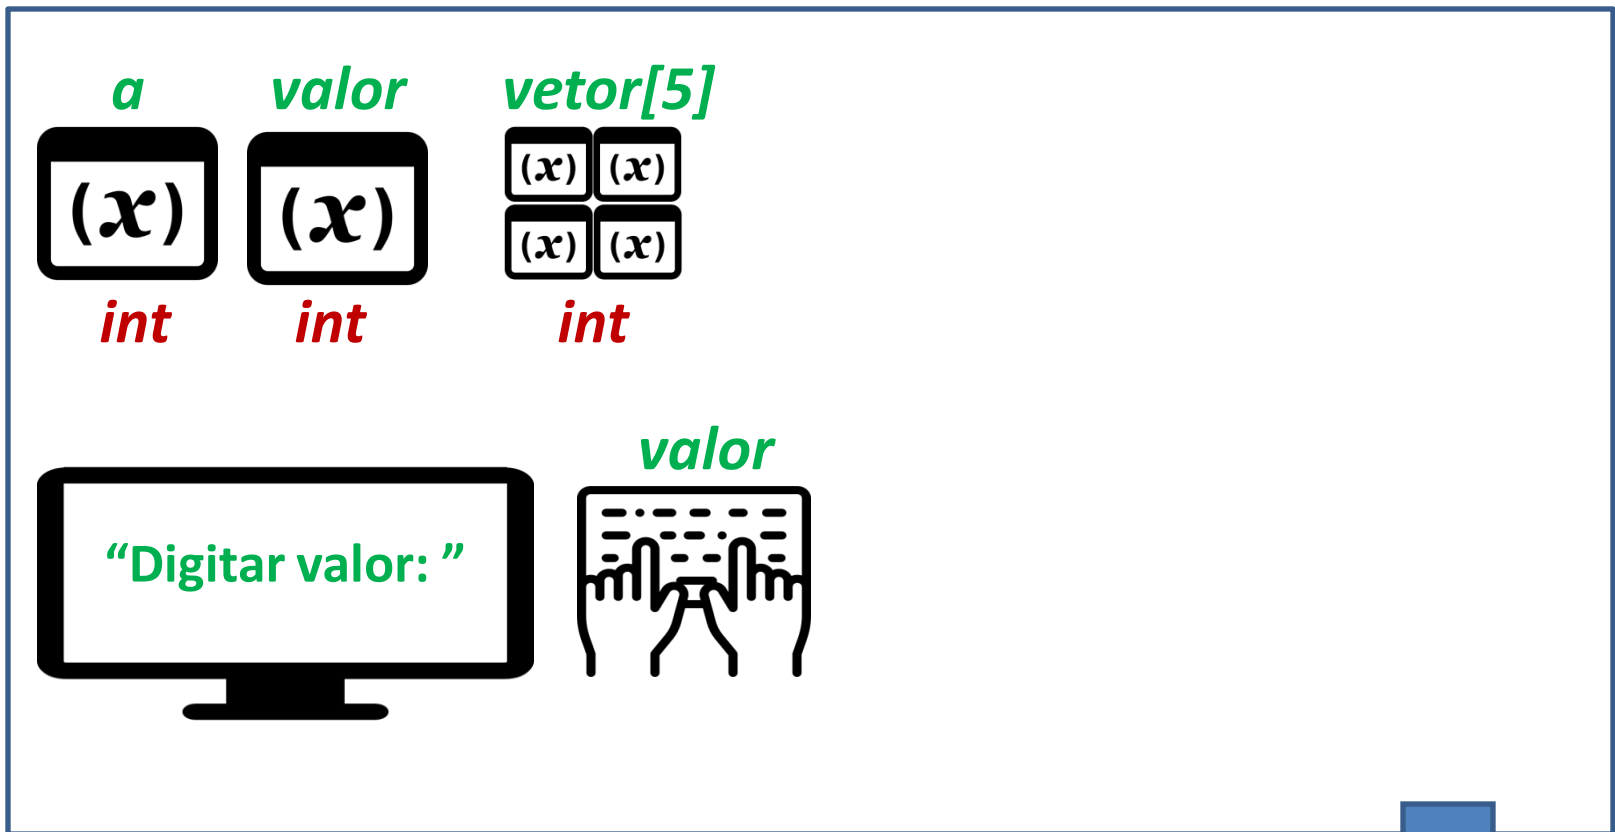 a valor vetor[5]
(x) (x) (x) (x)
(x) (x)
int int int
valor
“Digitar valor: ”